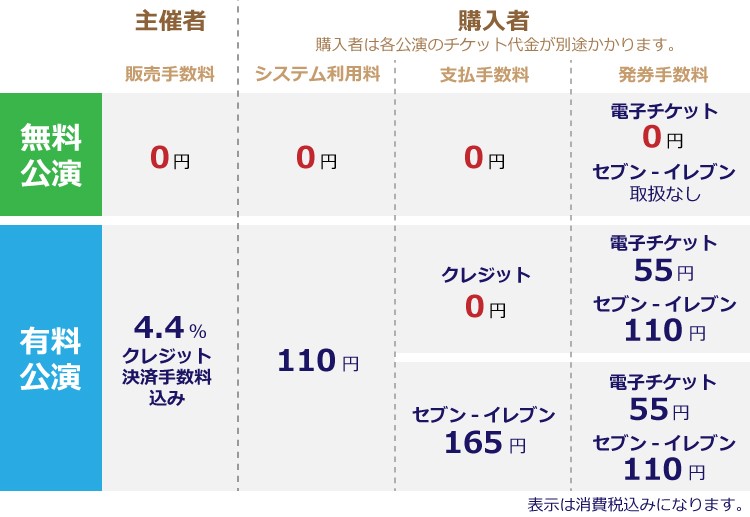 主催者
購入者
購入者は各公演のチケット代金が別途かかります。
販売手数料
システム利用料
支払手数料
発券手数料
無料
公演
0円
0円
0円
電子チケット
0円
セブン‐イレブン
取扱なし
有料
公演
4.4%
クレジット
決済手数料
込み
110円
クレジット
0円
電子チケット
55円
セブン‐イレブン
110円
セブン‐イレブン
165円
電子チケット
55円
セブン‐イレブン
110円
表示は消費税込みになります。